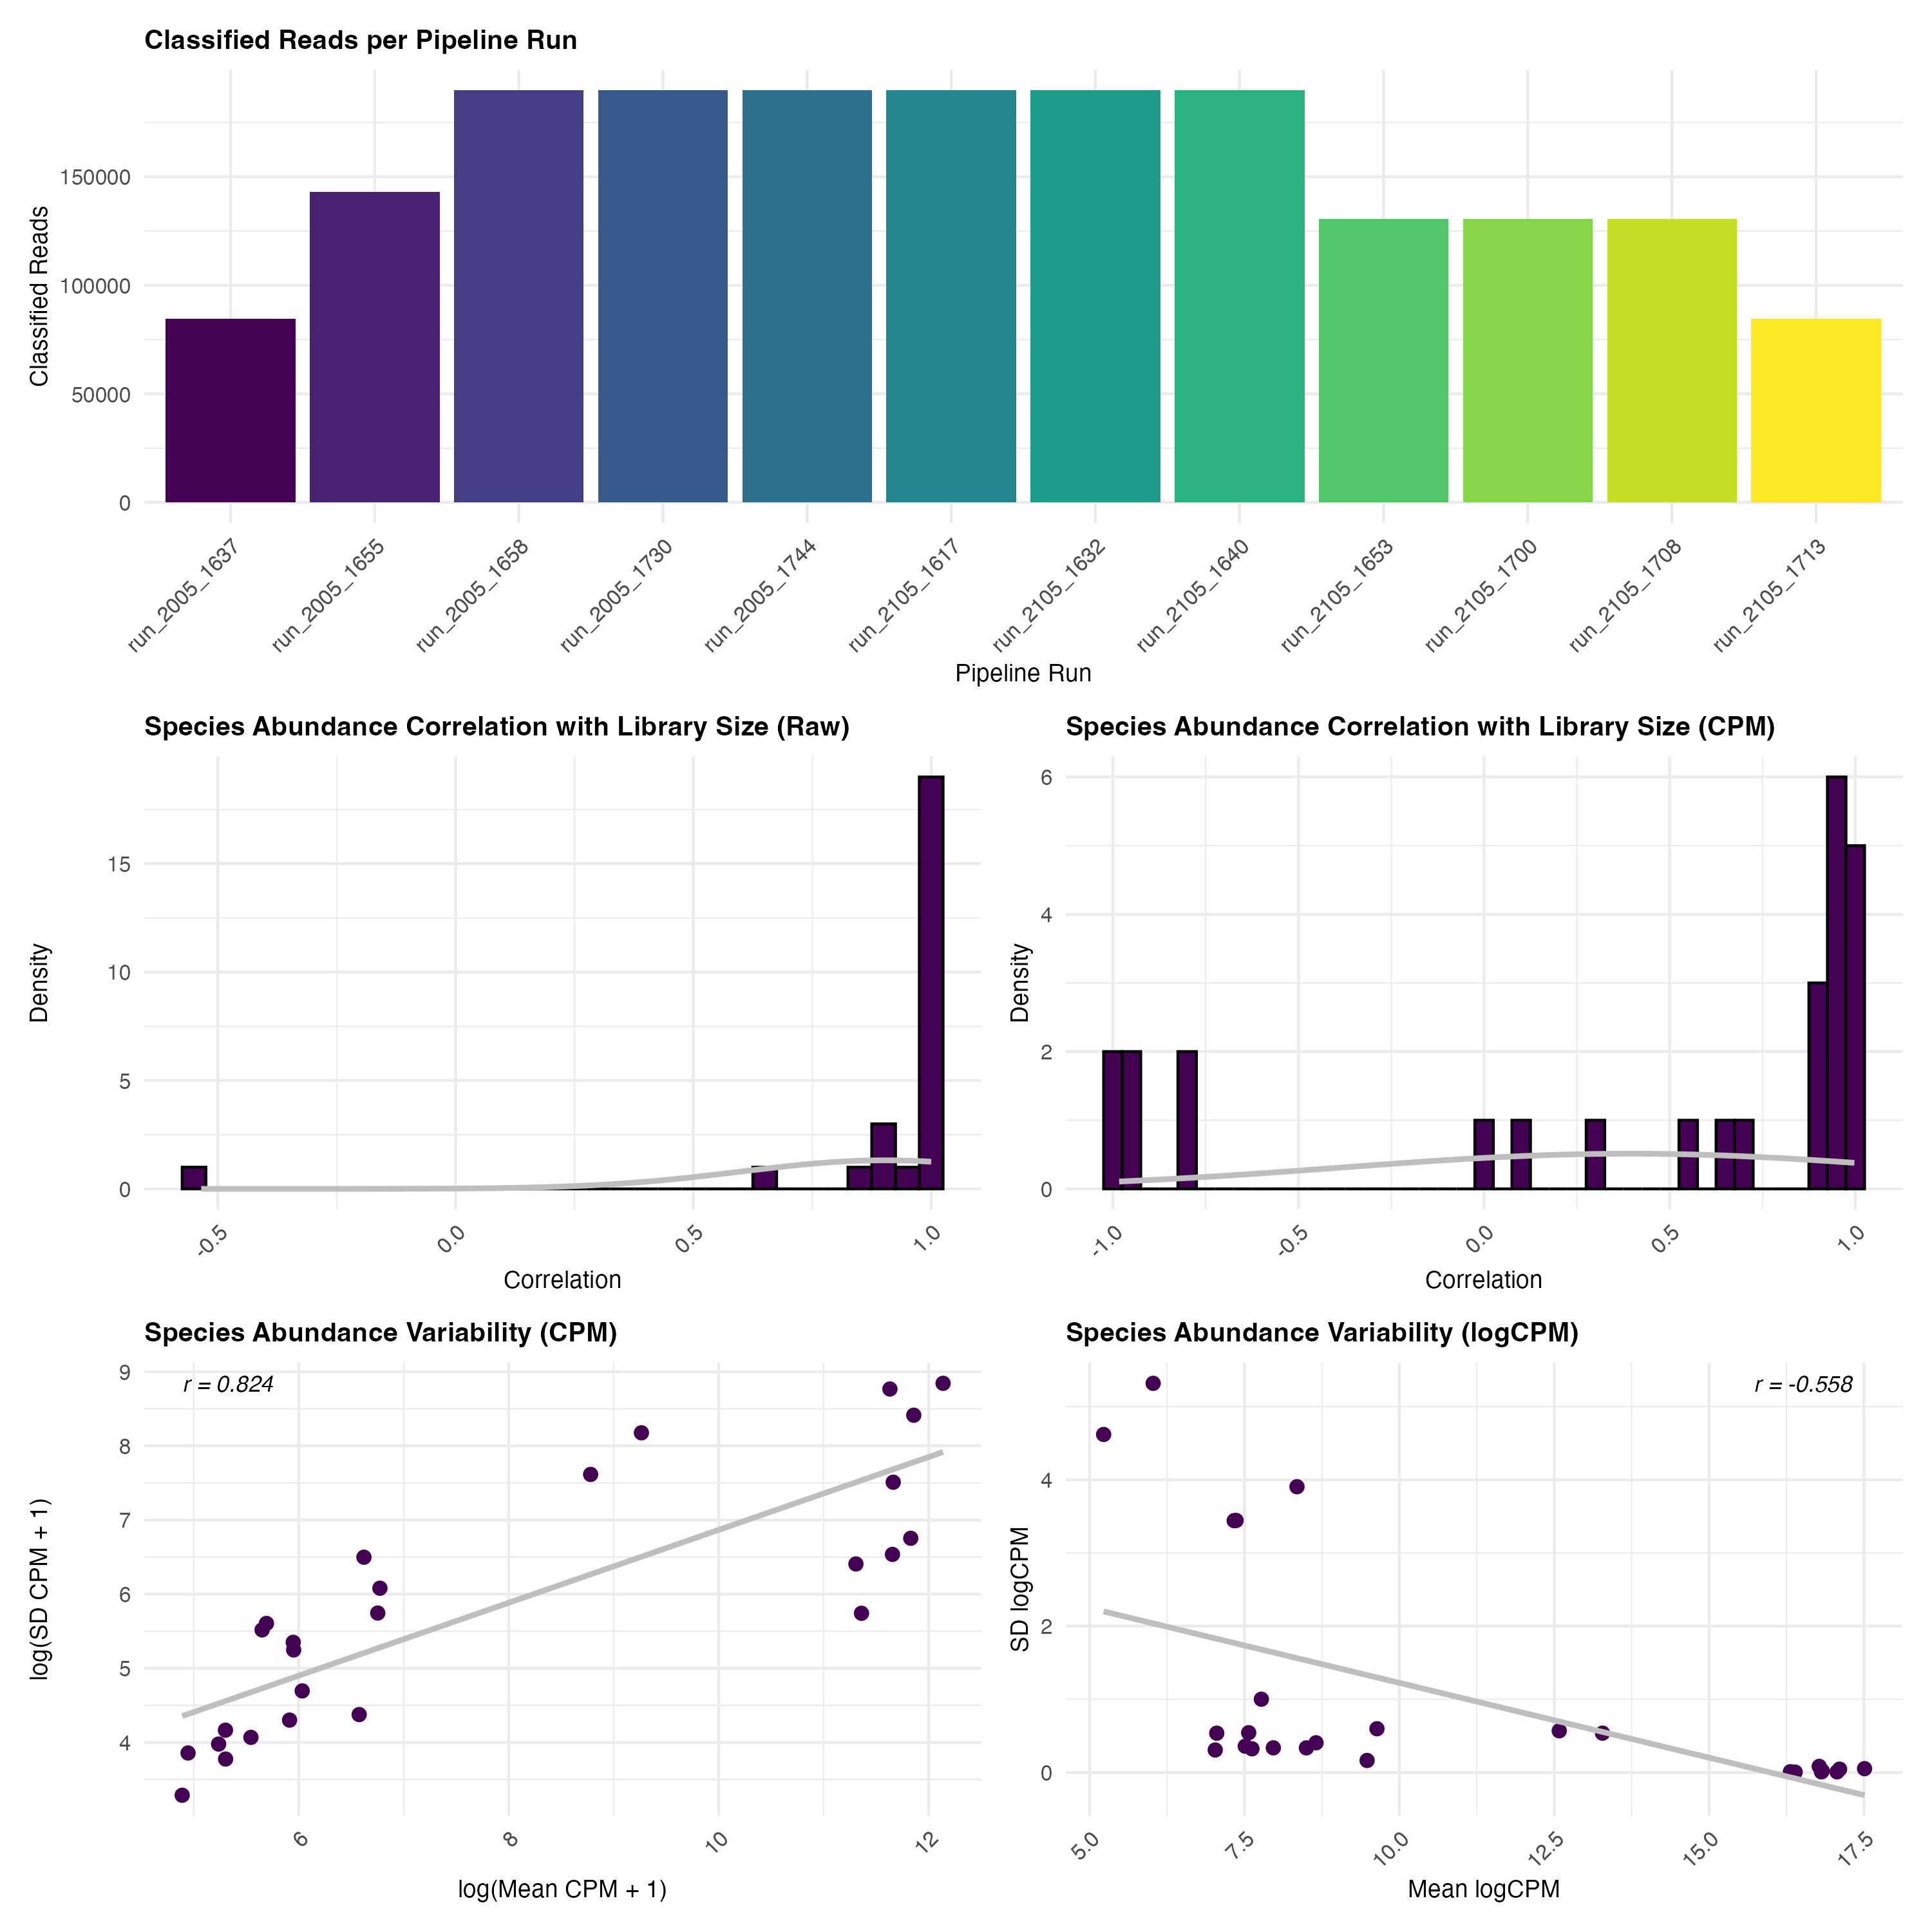 Classified Reads per Pipeline Run
Classified Reads
150000
100000
50000
0
run_2005_1637
run_2005_1655
run_2005_1658
run_2005_1730
run_2005_1744
run_2105_1617
run_2105_1632
run_2105_1640
run_2105_1653
run_2105_1700
run_2105_1708
run_2105_1713
Pipeline Run
Species Abundance Correlation with Library Size (Raw)
Density
15
10
5
0
-0.5
0.0
0.5
1.0
Correlation
Species Abundance Correlation with Library Size (CPM)
Density
6
4
2
0
-1.0
-0.5
0.0
0.5
1.0
Correlation
Species Abundance Variability (CPM)
r = 0.824
log(SD CPM + 1)
9
8
7
6
5
4
6
8
10
12
log(Mean CPM + 1)
Species Abundance Variability (logCPM)
r = -0.558
SD logCPM
4
2
0
5.0
7.5
10.0
12.5
15.0
17.5
Mean logCPM